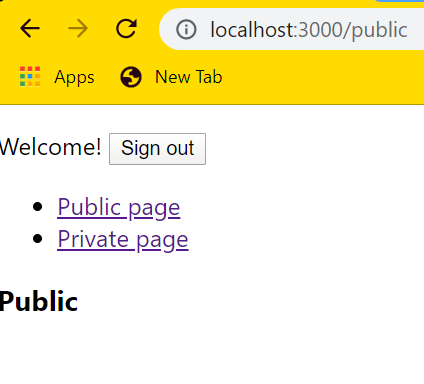 localhost:3000/public
Apps New Tab
Welcome! Sign out
Public page
Private page
Public